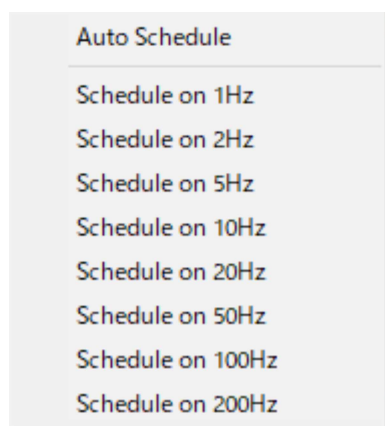 Auto Schedule
Schedule on 1Hz
Schedule on 2Hz
Schedule on 5Hz
Schedule on 10Hz
Schedule on 20Hz
Schedule on 50Hz
Schedule on 100Hz
Schedule on 200Hz